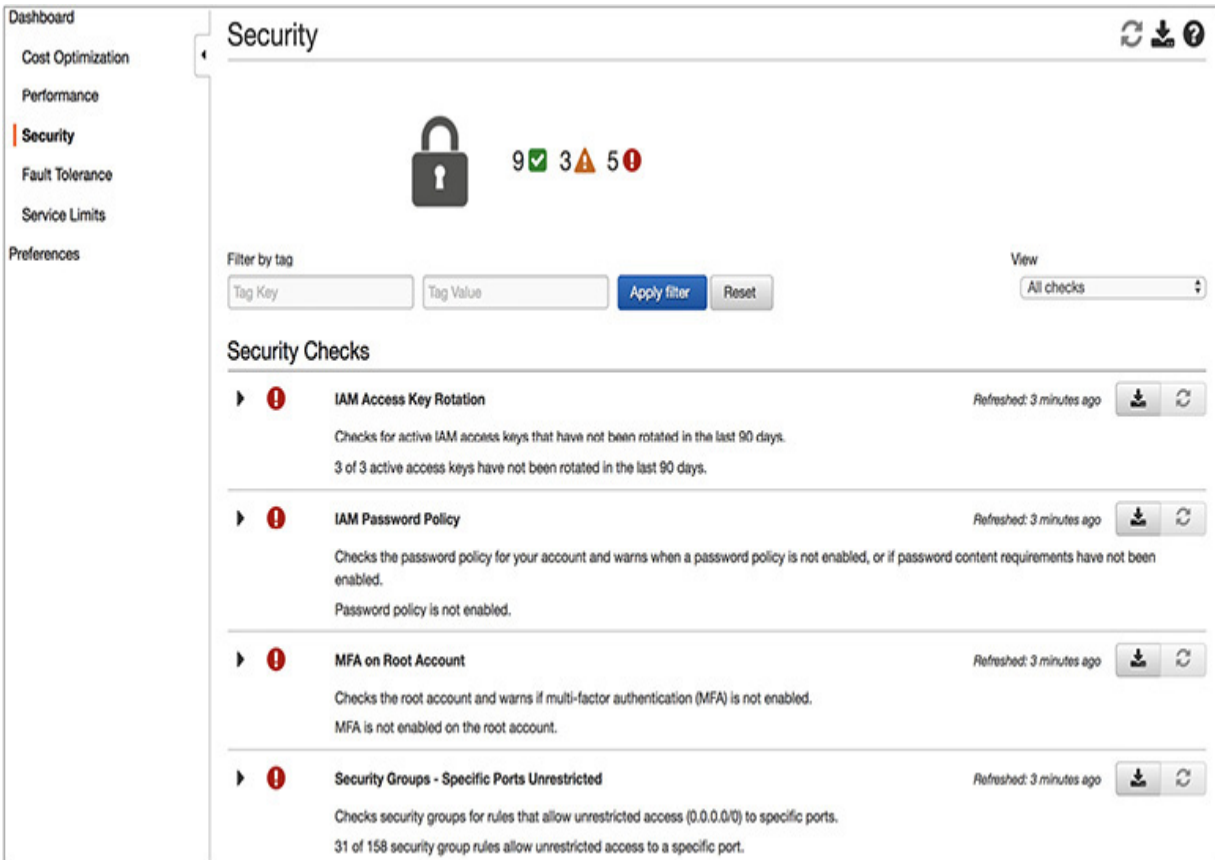 Dashboard
Cost Optimization
Performance
Security
Fault Tolerance
Service Limits
Preferences
Security
9 3 5
Filter by tag
Tag Key
Tag Value
Apply filter
Reset
View
All checks
Security Checks
IAM Access Key Rotation
Refreshed: 3 minutes ago
Checks for active IAM access keys that have not been rotated in the last 90 days.
3 of 3 active access keys have not been rotated in the last 90 days.
IAM Password Policy
Refreshed: 3 minutes ago
Checks the password policy for your account and warns when a password policy is not enabled, or if password content requirements have not been
enabled.
Password policy is not enabled.
MFA on Root Account
Refreshed: 3 minutes ago
Checks the root account and warns if multi-factor authentication (MFA) is not enabled.
MFA is not enabled on the root account.
Security Groups - Specific Ports Unrestricted
Refreshed: 3 minutes ago
Checks security groups for rules that allow unrestricted access (0.0.0.0/0) to specific ports.
31 of 158 security group rules allow unrestricted access to a specific port.